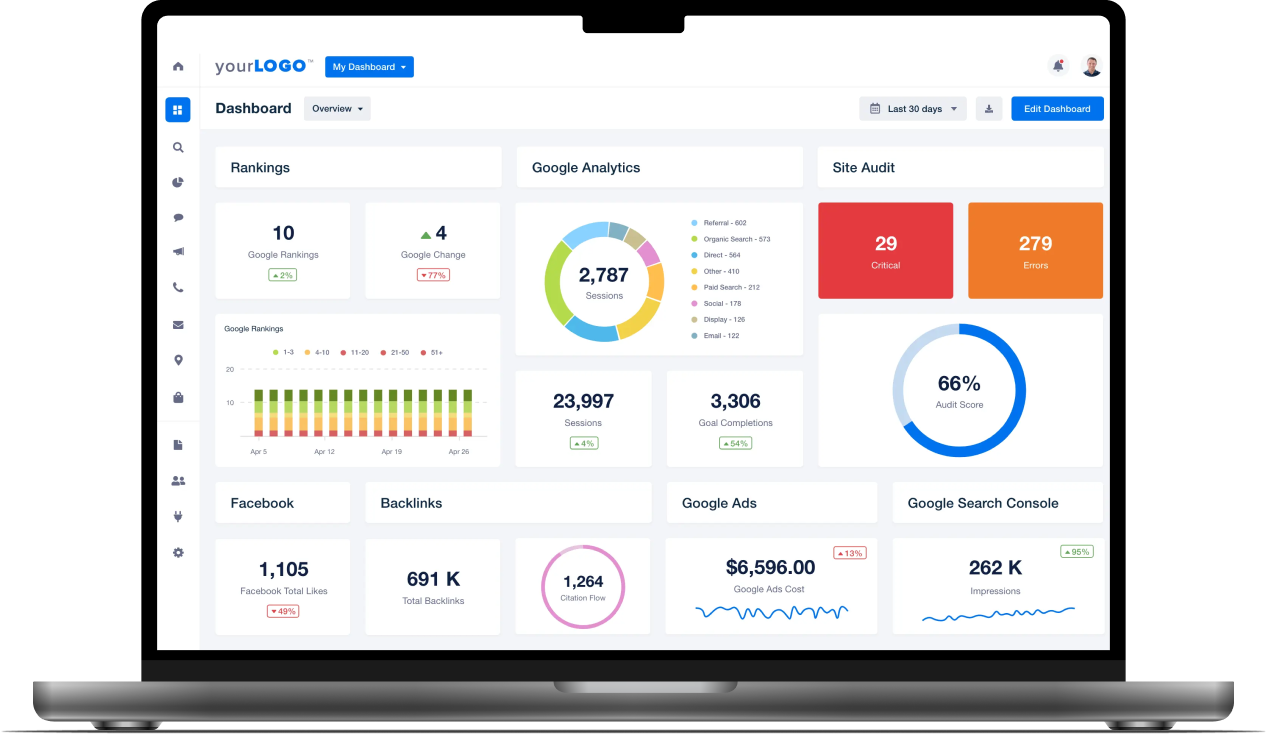 yourLOGO™
My Dashboard
Dashboard
Overview
Last 30 days
Edit Dashboard
Rankings
Google Analytics
Site Audit
10
Google Rankings
2%
4
Google Change
77%
2,787
Sessions
Referral - 602
Organic Search - 573
Direct - 564
Other - 410
Paid Search - 212
Social - 178
Display - 126
Email - 122
29
Critical
279
Errors
Google Rankings
1-3 4-10 11-20 21-50 51+
20
10
Apr 5 Apr 12 Apr 19 Apr 26
23,997
Sessions
4%
3,306
Goal Completions
54%
66%
Audit Score
Facebook
Backlinks
Google Ads
Google Search Console
1,105
Facebook Total Likes
49%
691 K
Total Backlinks
1,264
Citation Flow
13%
$6,596.00
Google Ads Cost
95%
262 K
Impressions